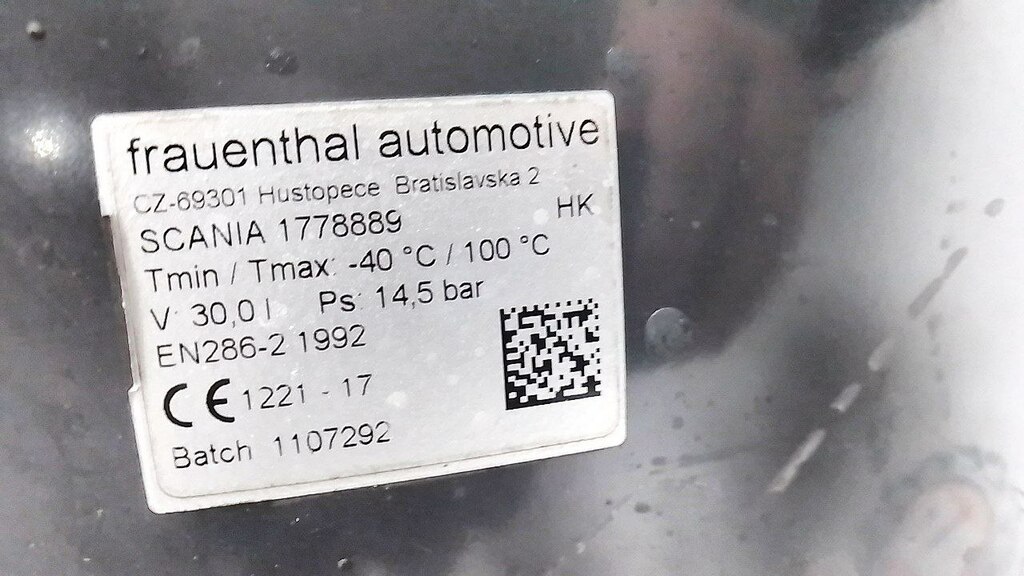 frauenthal automotive
CZ-69301 Hustopece Bratislavska 2
SCANIA 1778889 HK
Tmin / Tmax: -40 °C / 100 °C
V: 30,0 l Ps: 14,5 bar
EN286-2 1992
CE 1221 - 17
Batch 1107292